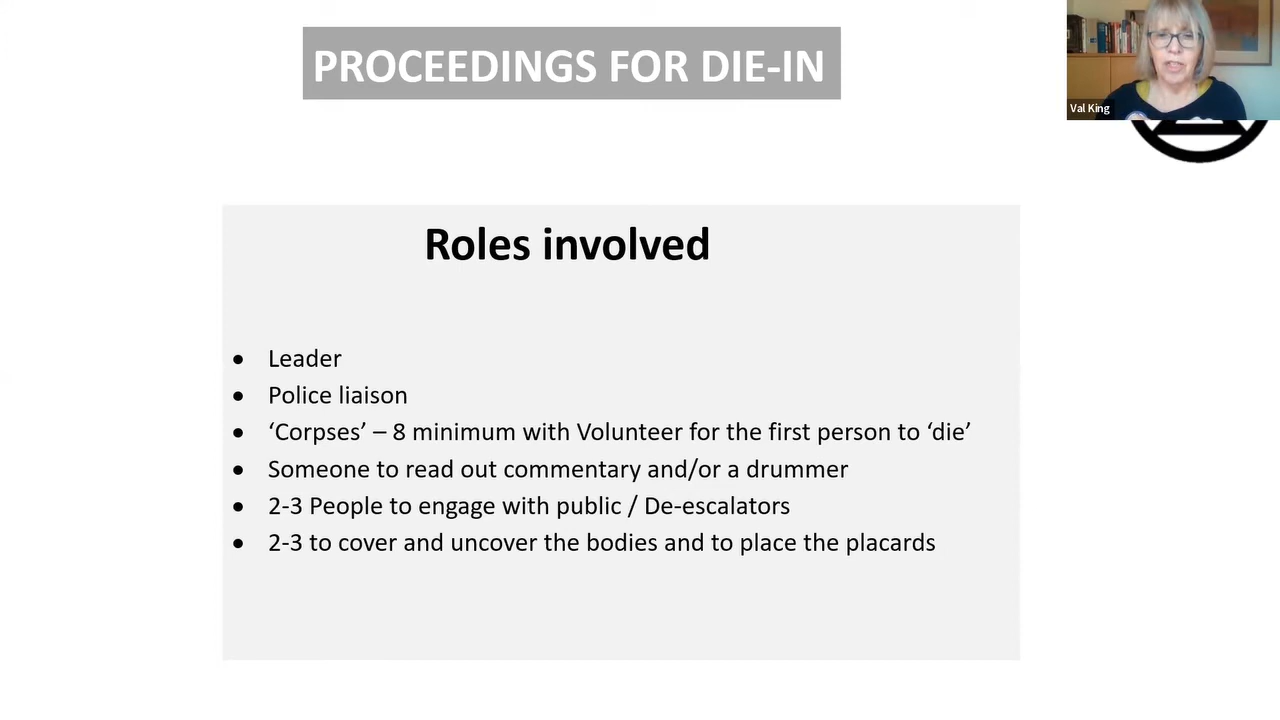 PROCEEDINGS FOR DIE-IN
Val King
Roles involved
• Leader
• Police liaison
• ‘Corpses’ – 8 minimum with Volunteer for the first person to ‘die’
• Someone to read out commentary and/or a drummer
• 2-3 People to engage with public / De-escalators
• 2-3 to cover and uncover the bodies and to place the placards